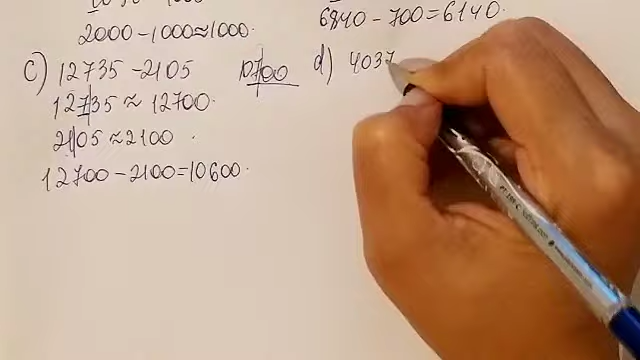 2000 - 1000 ≈ 1000.
c) 12735 - 2105
12735 ≈ 12700.
2105 ≈ 2100.
12700 - 2100 = 10600.
10700
6840 - 700 = 6140.
d) 4037